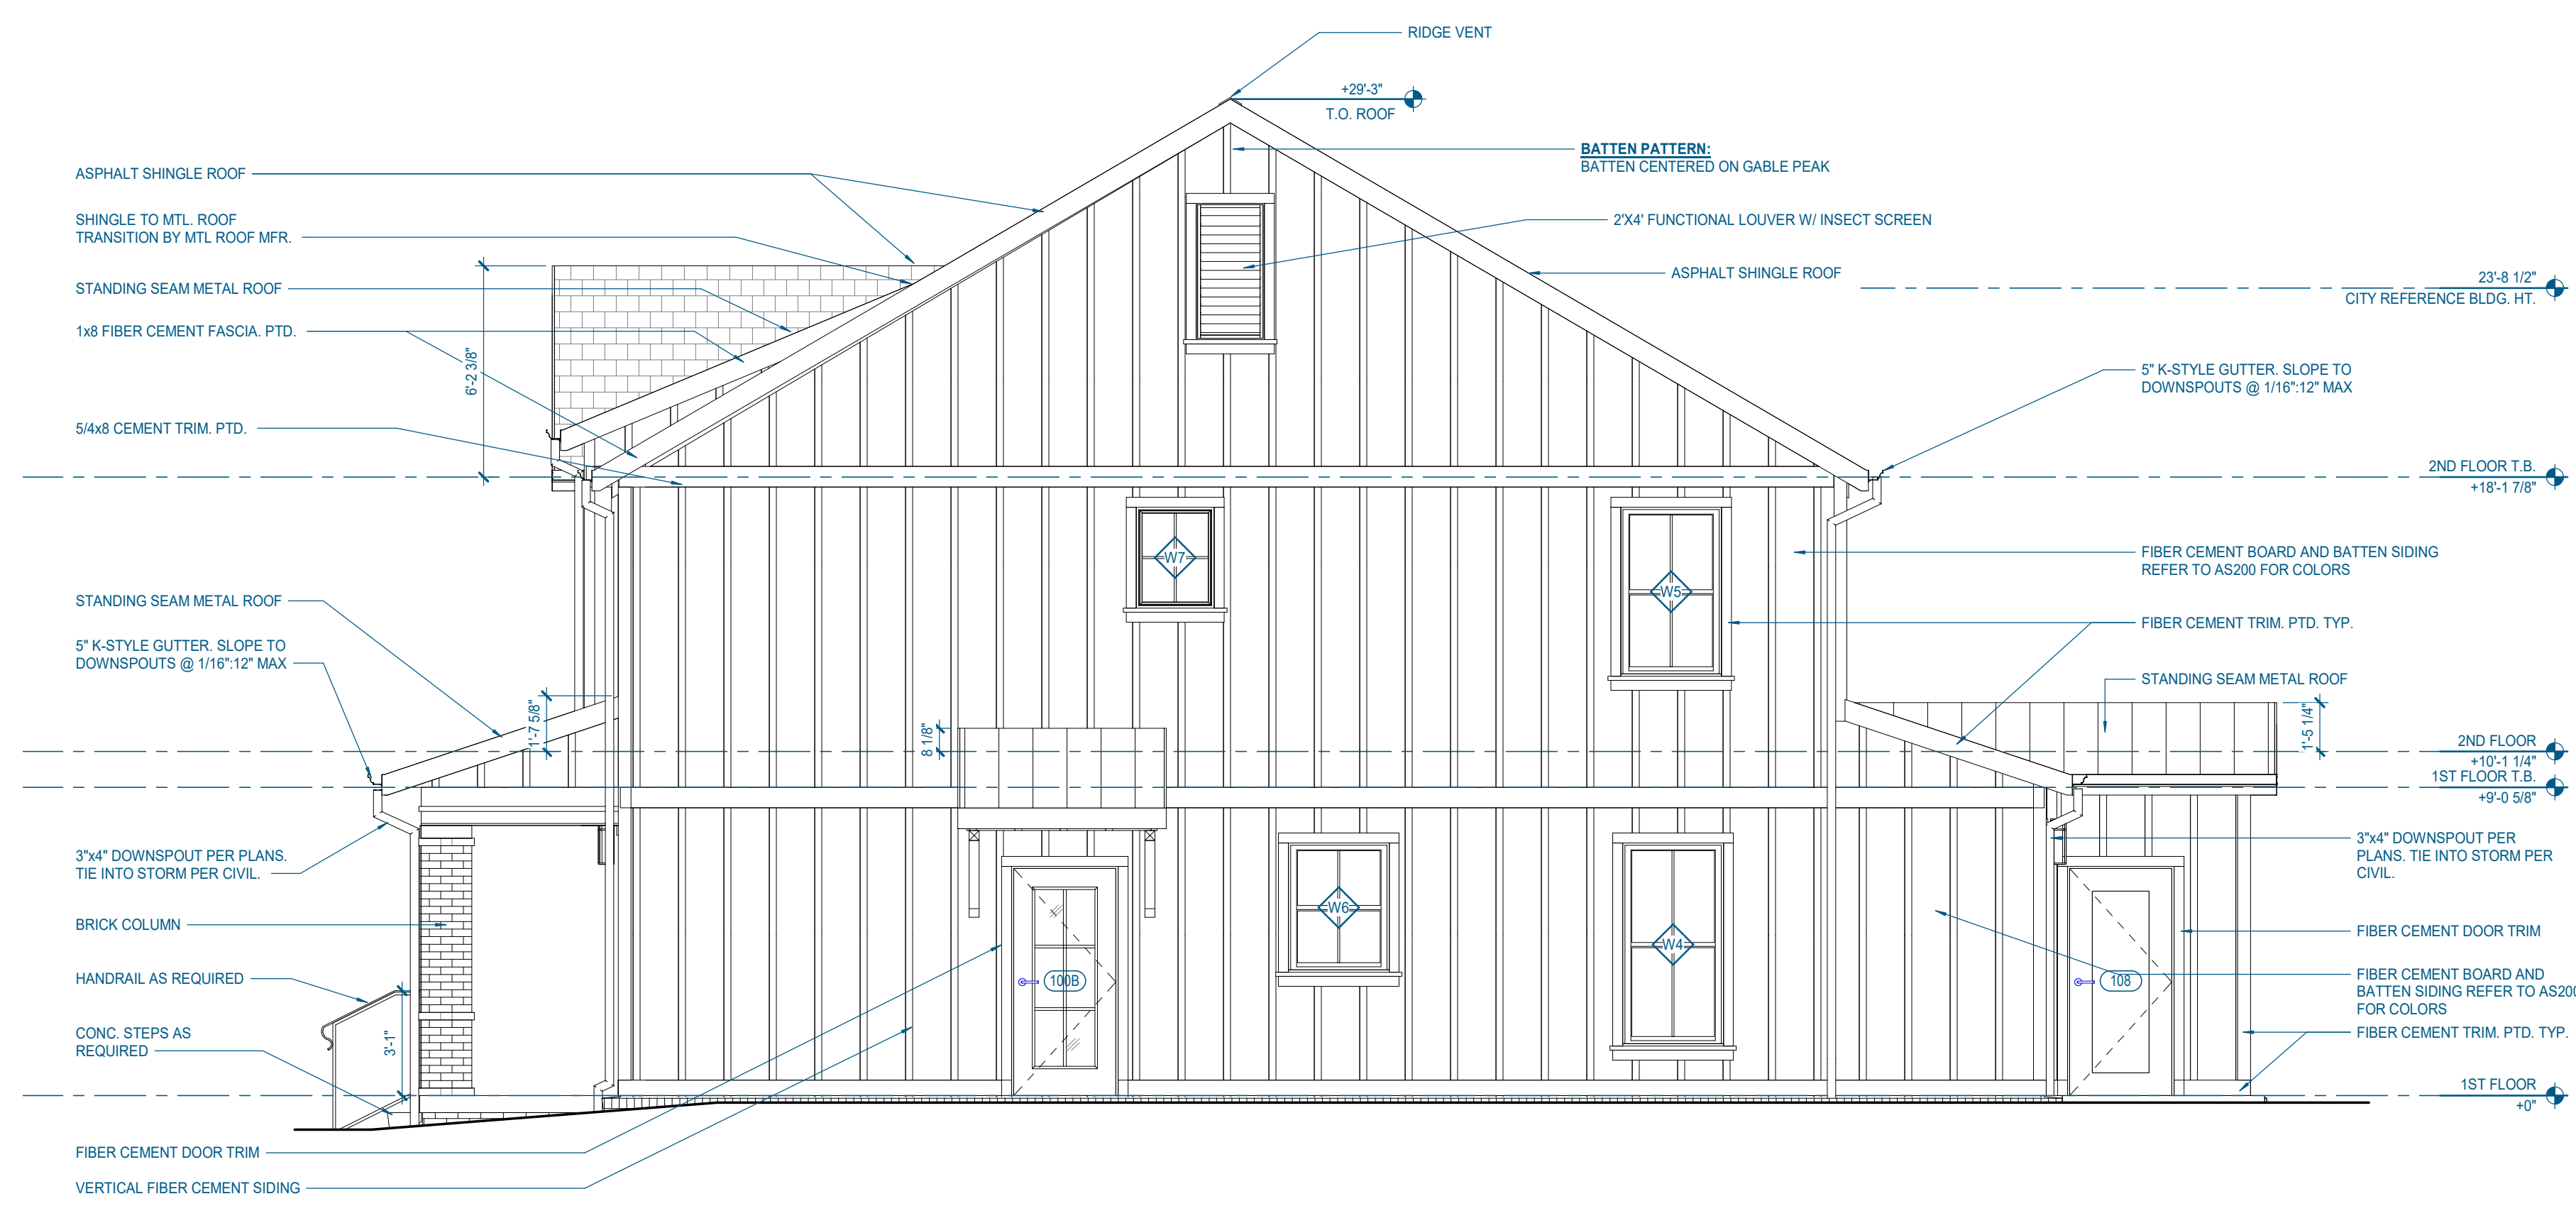 RIDGE VENT
+29'-3"
T.O. ROOF
BATTEN PATTERN:
BATTEN CENTERED ON GABLE PEAK
ASPHALT SHINGLE ROOF
SHINGLE TO MTL. ROOF
TRANSITION BY MTL ROOF MFR.
2'X4' FUNCTIONAL LOUVER W/ INSECT SCREEN
ASPHALT SHINGLE ROOF
23'-8 1/2"
CITY REFERENCE BLDG. HT.
STANDING SEAM METAL ROOF
1x8 FIBER CEMENT FASCIA. PTD.
6'-2 3/8"
5" K-STYLE GUTTER. SLOPE TO
DOWNSPOUTS @ 1/16":12" MAX
5/4x8 CEMENT TRIM. PTD.
2ND FLOOR T.B.
+18'-1 7/8"
W7
W5
FIBER CEMENT BOARD AND BATTEN SIDING
REFER TO AS200 FOR COLORS
STANDING SEAM METAL ROOF
FIBER CEMENT TRIM. PTD. TYP.
5" K-STYLE GUTTER. SLOPE TO
DOWNSPOUTS @ 1/16":12" MAX
STANDING SEAM METAL ROOF
1'-7 5/8"
8 1/8"
1'-5 1/4"
2ND FLOOR
+10'-1 1/4"
1ST FLOOR T.B.
+9'-0 5/8"
3"x4" DOWNSPOUT PER PLANS.
TIE INTO STORM PER CIVIL.
3"x4" DOWNSPOUT PER
PLANS. TIE INTO STORM PER
CIVIL.
BRICK COLUMN
W6
W4
FIBER CEMENT DOOR TRIM
HANDRAIL AS REQUIRED
100B
108
FIBER CEMENT BOARD AND
BATTEN SIDING REFER TO AS200
FOR COLORS
CONC. STEPS AS
REQUIRED
3'-1"
FIBER CEMENT TRIM. PTD. TYP.
1ST FLOOR
+0"
FIBER CEMENT DOOR TRIM
VERTICAL FIBER CEMENT SIDING